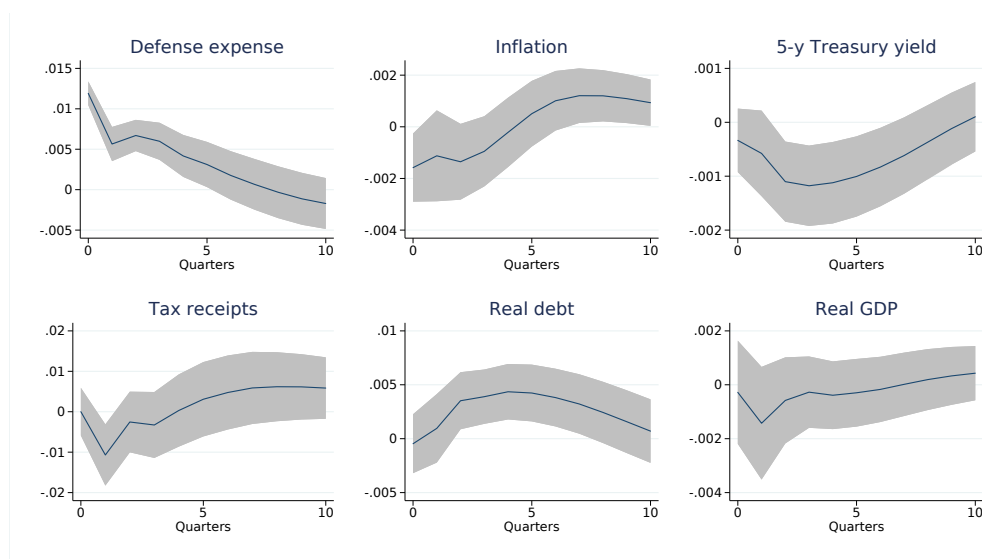 Defense expense
.015
.01
.005
0
-.005
0 5 10
Quarters
Inflation
.002
0
-.002
-.004
0 5 10
Quarters
5-y Treasury yield
.001
0
-.001
-.002
0 5 10
Quarters
Tax receipts
.02
.01
0
-.01
-.02
0 5 10
Quarters
Real debt
.01
.005
0
-.005
0 5 10
Quarters
Real GDP
.002
0
-.002
-.004
0 5 10
Quarters